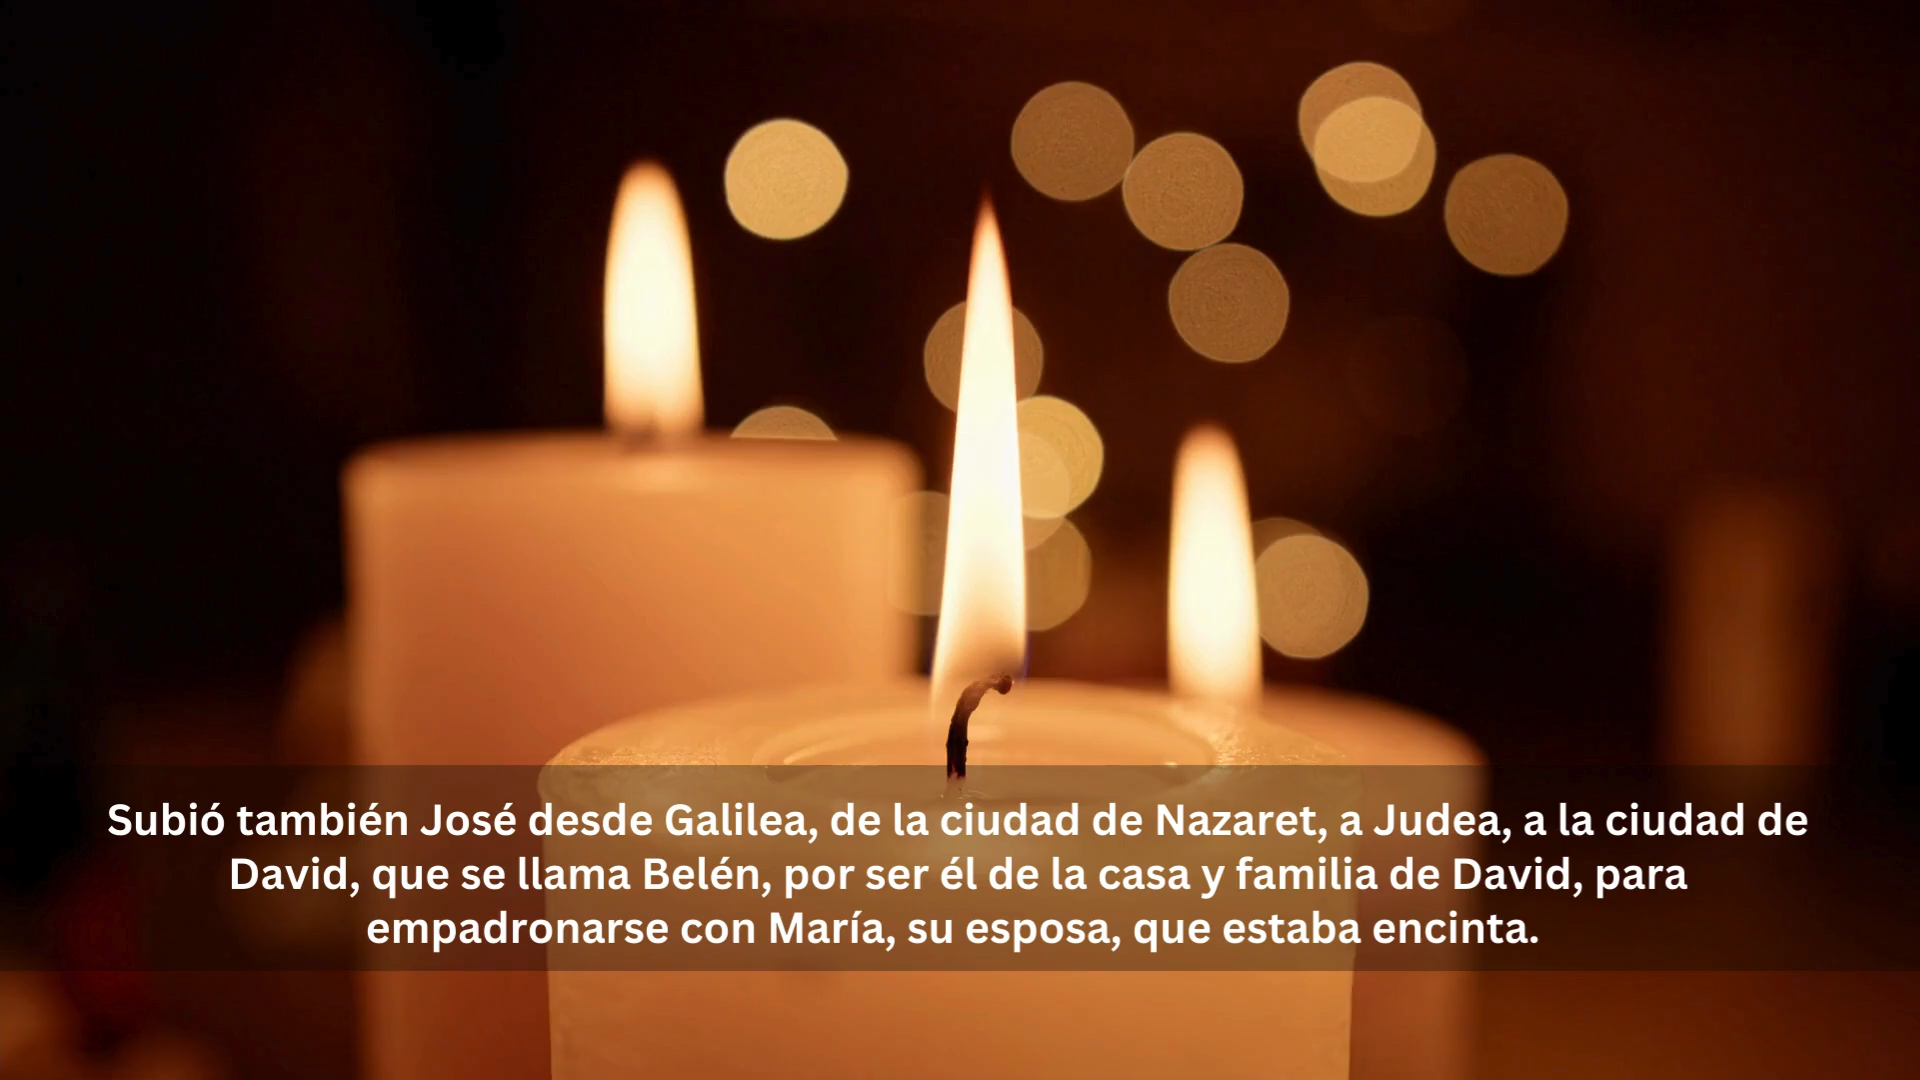 Subió también José desde Galilea, de la ciudad de Nazaret, a Judea, a la ciudad de
David, que se llama Belén, por ser él de la casa y familia de David, para
empadronarse con María, su esposa, que estaba encinta.